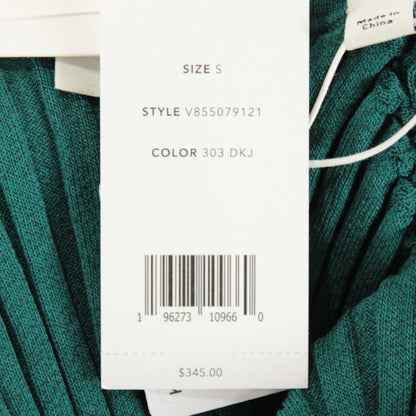 Made in
China
SIZE S
STYLE V855079121
COLOR 303 DKJ
1 96273 10966 0
$345.00